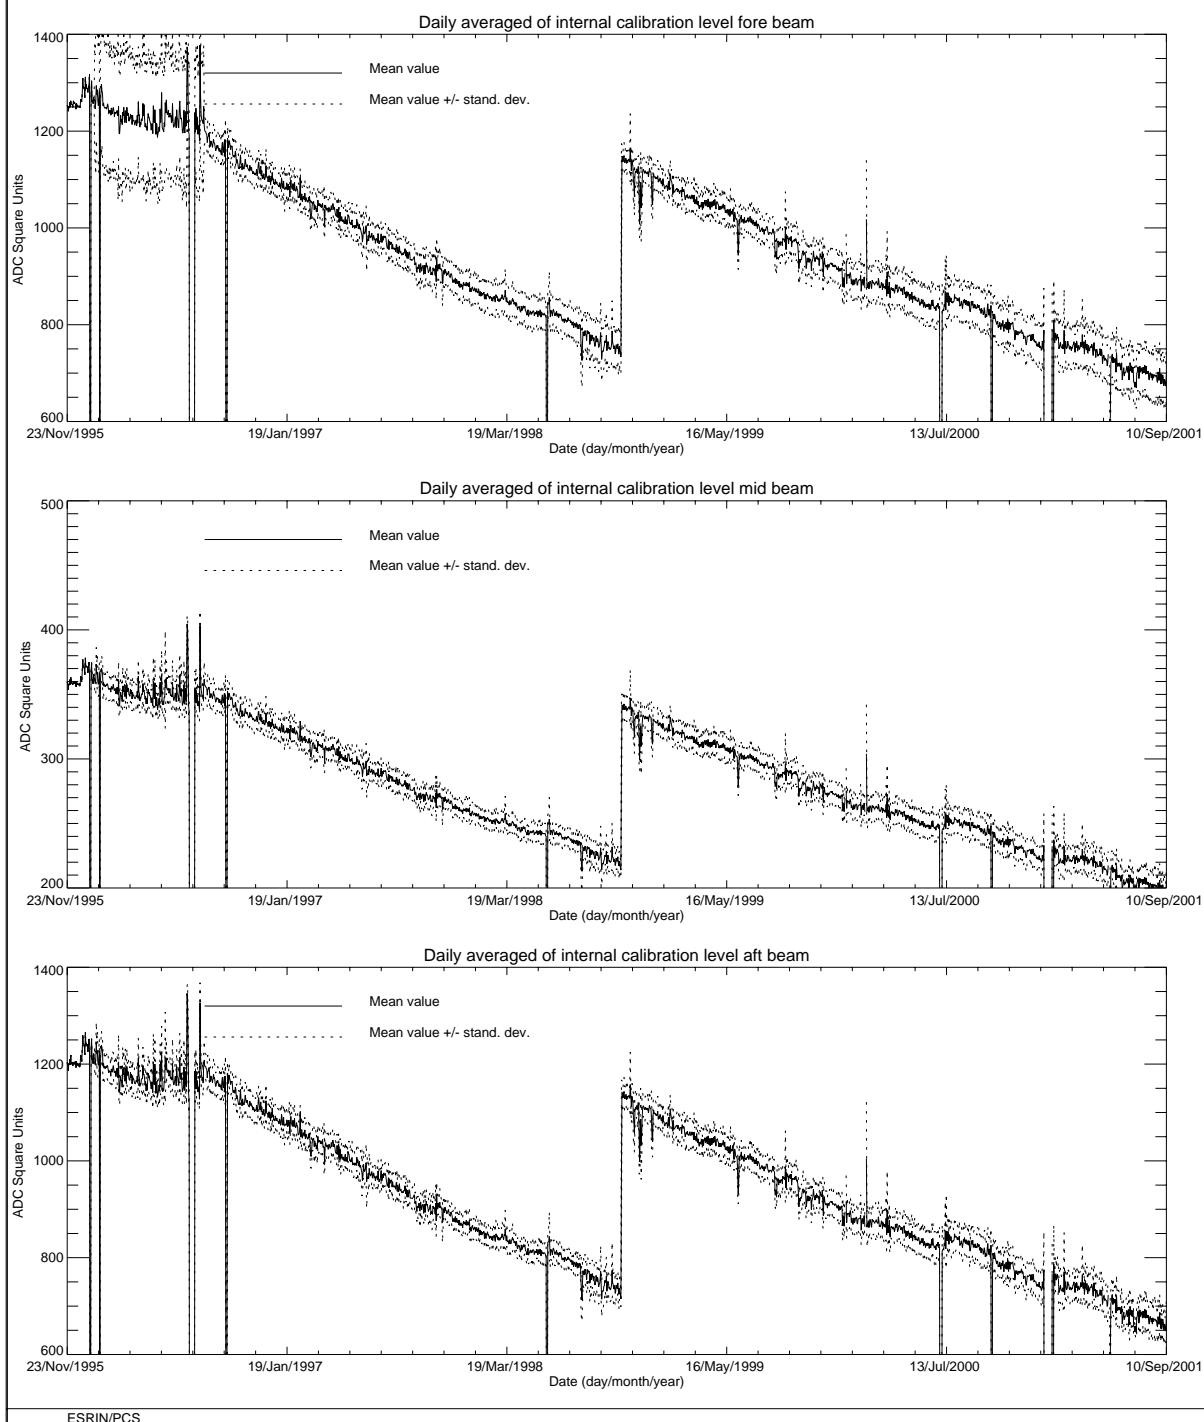 Daily averaged of internal calibration level fore beam
1400
1200
1000
800
600
ADC Square Units
Mean value
Mean value +/- stand. dev.
23/Nov/1995 19/Jan/1997 19/Mar/1998 16/May/1999 13/Jul/2000 10/Sep/2001
Date (day/month/year)
Daily averaged of internal calibration level mid beam
500
400
300
200
ADC Square Units
Mean value
Mean value +/- stand. dev.
23/Nov/1995 19/Jan/1997 19/Mar/1998 16/May/1999 13/Jul/2000 10/Sep/2001
Date (day/month/year)
Daily averaged of internal calibration level aft beam
1400
1200
1000
800
600
ADC Square Units
Mean value
Mean value +/- stand. dev.
23/Nov/1995 19/Jan/1997 19/Mar/1998 16/May/1999 13/Jul/2000 10/Sep/2001
Date (day/month/year)
ESRIN/PCS